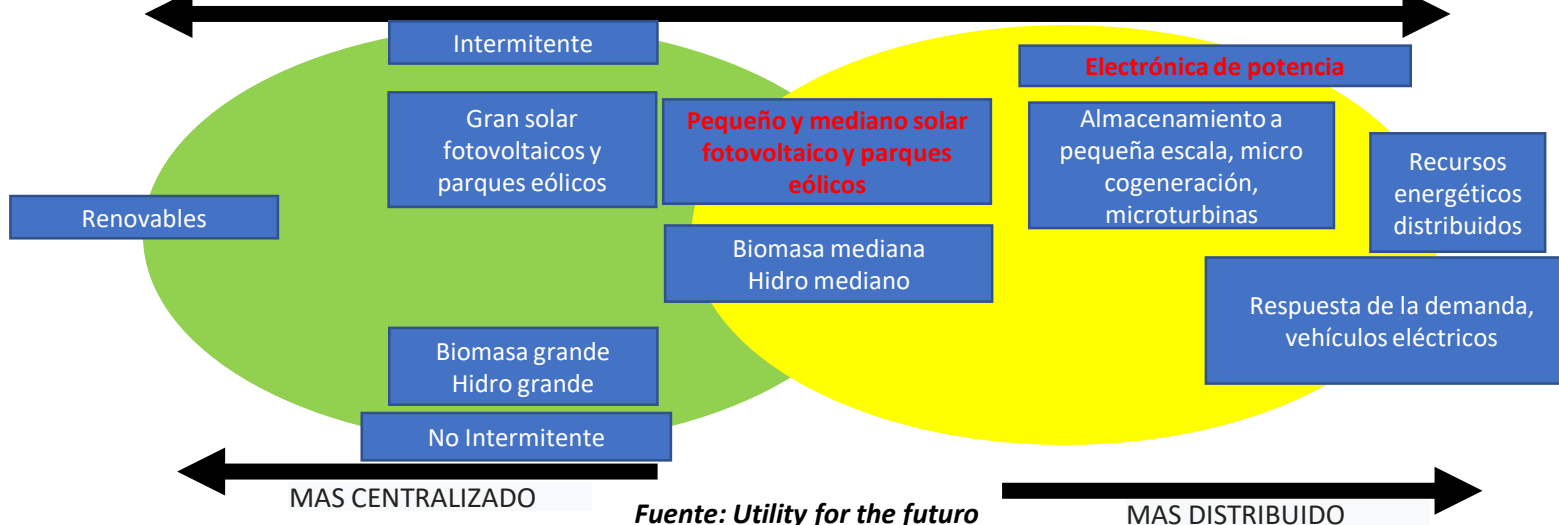 Intermitente
Electrónica de potencia
Gran solar
fotovoltaicos y
parques eólicos
Pequeño y mediano solar
fotovoltaico y parques
eólicos
Almacenamiento a
pequeña escala, micro
cogeneración,
microturbinas
Recursos
energéticos
distribuidos
Renovables
Biomasa mediana
Hidro mediano
Respuesta de la demanda,
vehículos eléctricos
Biomasa grande
Hidro grande
No Intermitente
MAS CENTRALIZADO
Fuente: Utility for the futuro
MAS DISTRIBUIDO